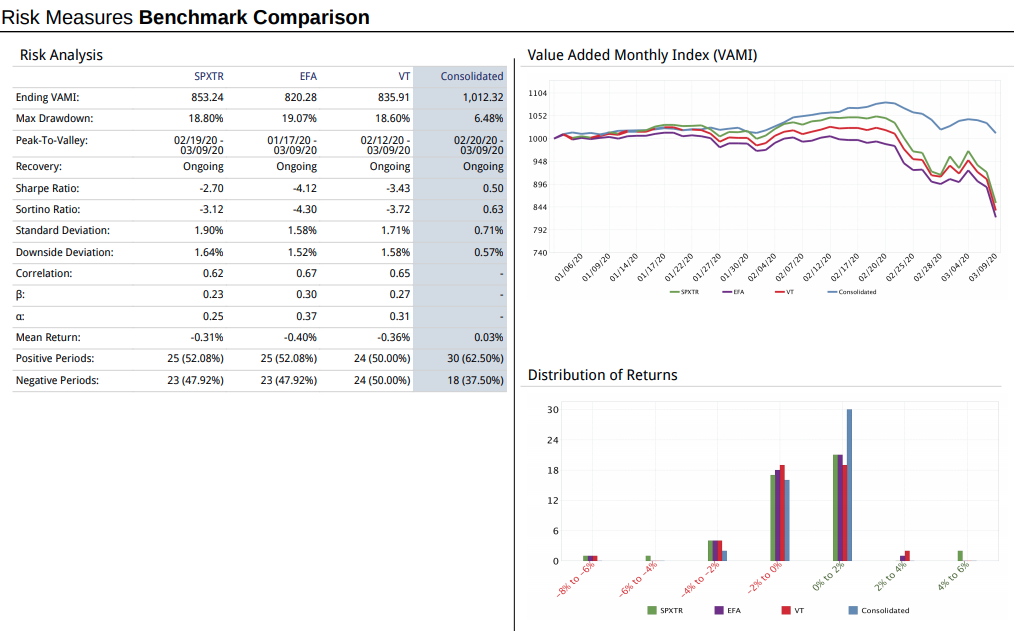 Risk Measures Benchmark Comparison
Risk Analysis
SPXTR EFA VT Consolidated
Ending VAMI: 853.24 820.28 835.91 1,012.32
Max Drawdown: 18.80% 19.07% 18.60% 6.48%
Peak-To-Valley: 02/19/20 - 01/17/20 - 02/12/20 - 02/20/20 -
03/09/20 03/09/20 03/09/20 03/09/20
Recovery: Ongoing Ongoing Ongoing Ongoing
Sharpe Ratio: -2.70 -4.12 -3.43 0.50
Sortino Ratio: -3.12 -4.30 -3.72 0.63
Standard Deviation: 1.90% 1.58% 1.71% 0.71%
Downside Deviation: 1.64% 1.52% 1.58% 0.57%
Correlation: 0.62 0.67 0.65 -
β: 0.23 0.30 0.27 -
α: 0.25 0.37 0.31 -
Mean Return: -0.31% -0.40% -0.36% 0.03%
Positive Periods: 25 (52.08%) 25 (52.08%) 24 (50.00%) 30 (62.50%)
Negative Periods: 23 (47.92%) 23 (47.92%) 24 (50.00%) 18 (37.50%)
Value Added Monthly Index (VAMI)
1104
1052
1000
948
896
844
792
740
01/06/20 01/09/20 01/14/20 01/17/20 01/22/20 01/27/20 01/30/20 02/04/20 02/07/20 02/12/20 02/17/20 02/20/20 02/25/20 02/28/20 03/04/20 03/09/20
SPXTR EFA VT Consolidated
Distribution of Returns
30
24
18
12
6
0
-8% to -6% -6% to -4% -4% to -2% -2% to 0% 0% to 2% 2% to 4% 4% to 6%
SPXTR EFA VT Consolidated